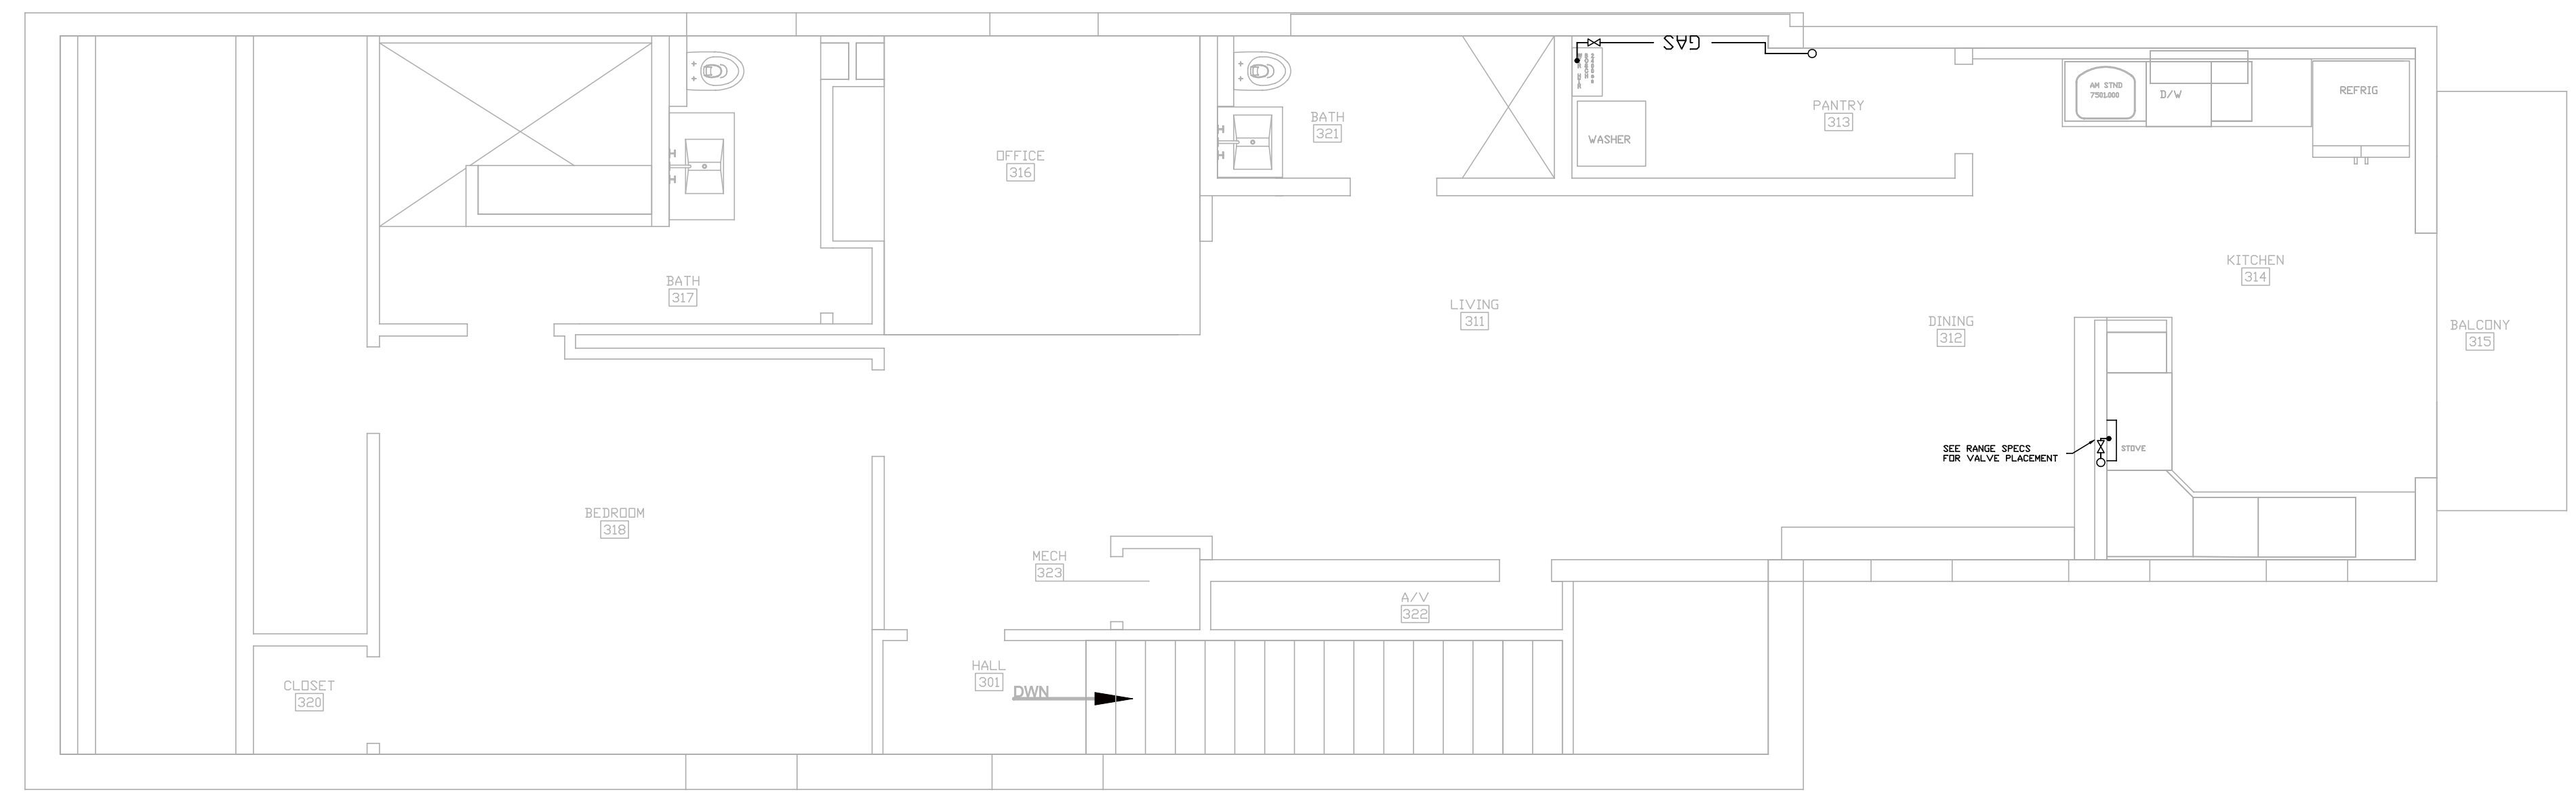 GAS
AM STND
7501.000
D/W
REFRIG
PANTRY
313
BATH
321
WASHER
OFFICE
316
KITCHEN
314
BATH
317
LIVING
311
DINING
312
BALCONY
315
SEE RANGE SPECS
FOR VALVE PLACEMENT
STOVE
BEDROOM
318
MECH
323
A/V
322
HALL
301
DWN
CLOSET
320